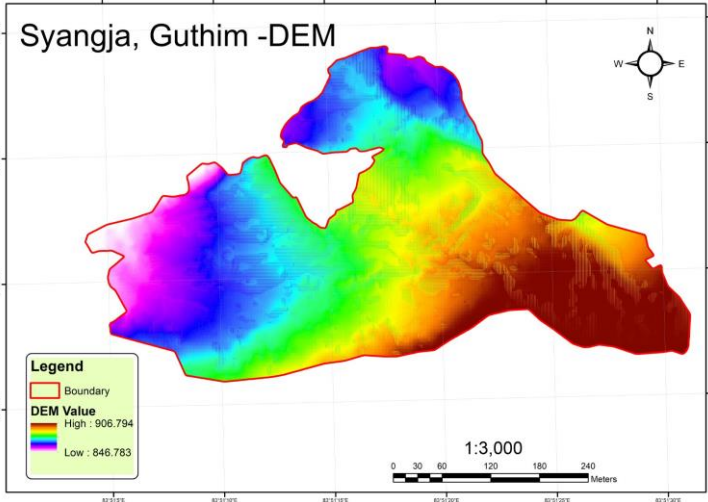 Syangja, Guthim -DEM
N
W E
S
Legend
Boundary
DEM Value
High : 906.794
Low : 846.783
1:3,000
0 30 60 120 180 240
Meters